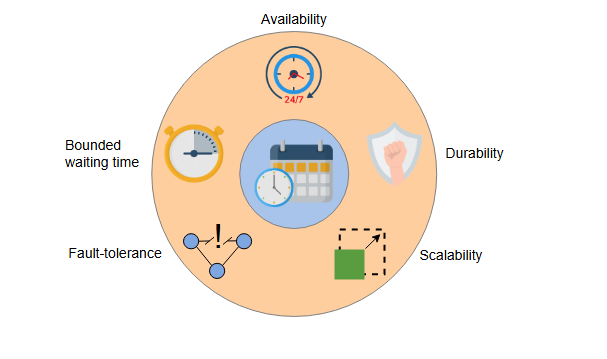 Availability
24/7
Bounded
waiting time
Durability
Fault-tolerance
!
Scalability